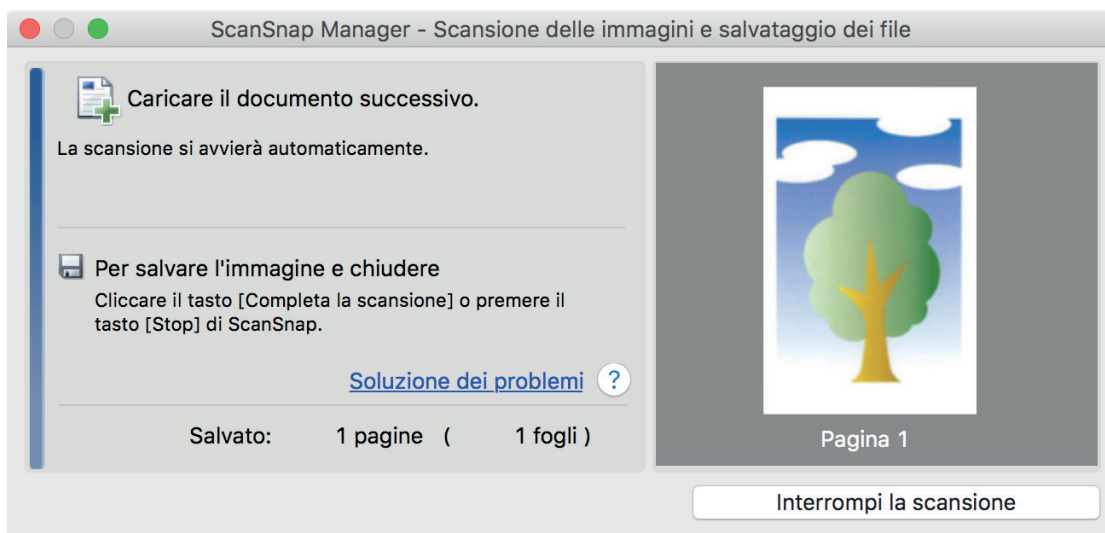 ScanSnap Manager - Scansione delle immagini e salvataggio dei file
Caricare il documento successivo.
La scansione si avvierà automaticamente.
Per salvare l'immagine e chiudere
Cliccare il tasto [Completa la scansione] o premere il
tasto [Stop] di ScanSnap.
Soluzione dei problemi ?
Salvato: 1 pagine ( 1 fogli )
Pagina 1
Interrompi la scansione